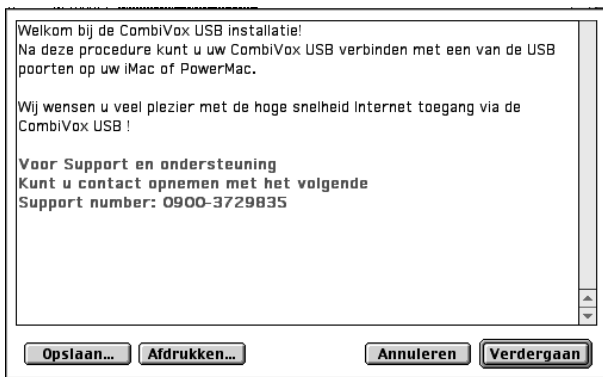 Welkom bij de CombiVox USB installatie!
Na deze procedure kunt u uw CombiVox USB verbinden met een van de USB
poorten op uw iMac of PowerMac.
Wij wensen u veel plezier met de hoge snelheid Internet toegang via de
CombiVox USB !
Voor Support en ondersteuning
Kunt u contact opnemen met het volgende
Support number: 0900-3729835
Opslaan... Afdrukken... Annuleren Verdergaan